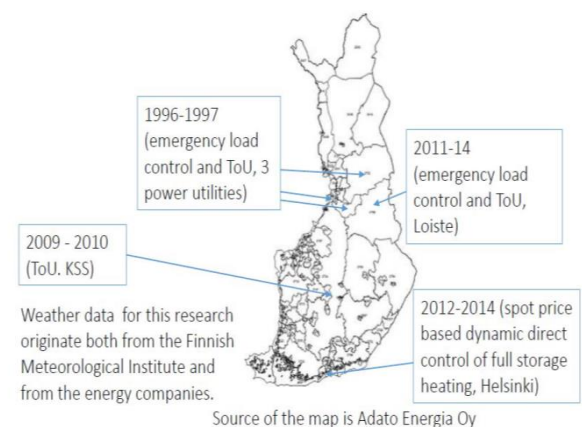 1996-1997
(emergency load
control and ToU, 3
power utilities)
2011-14
(emergency load
control and ToU,
Loiste)
2009 - 2010
(ToU. KSS)
Weather data for this research
originate both from the Finnish
Meteorological Institute and
from the energy companies.
2012-2014 (spot price
based dynamic direct
control of full storage
heating, Helsinki)
Source of the map is Adato Energia Oy